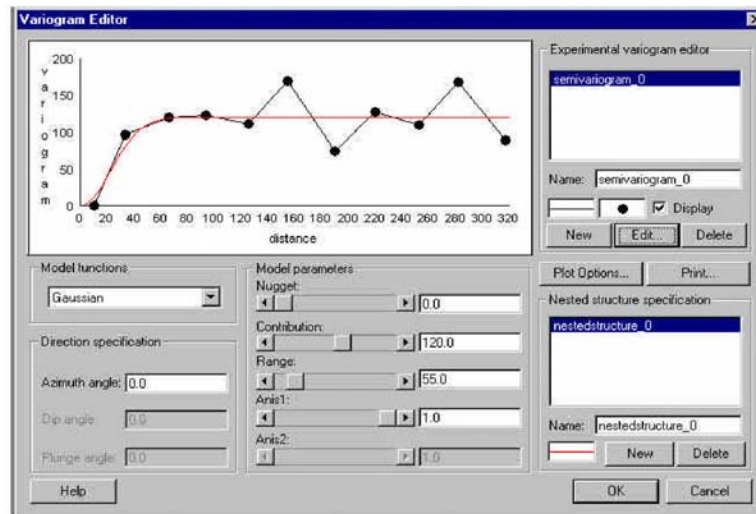 Variogram Editor
variogram
200
150
100
50
0
0 20 40 60 80 100 120 140 160 180 200 220 240 260 280 300 320
distance
Experimental variogram editor
semivariogram_0
Name: semivariogram_0
Display
New Edit... Delete
Plot Options... Print...
Model functions
Gaussian
Direction specification
Azimuth angle: 0.0
Dip angle: 0.0
Plunge angle: 0.0
Model parameters
Nugget:
0.0
Contribution:
120.0
Range:
55.0
Anis1:
1.0
Anis2:
1.0
Nested structure specification
nestedstructure_0
Name: nestedstructure_0
New Delete
Help
OK Cancel